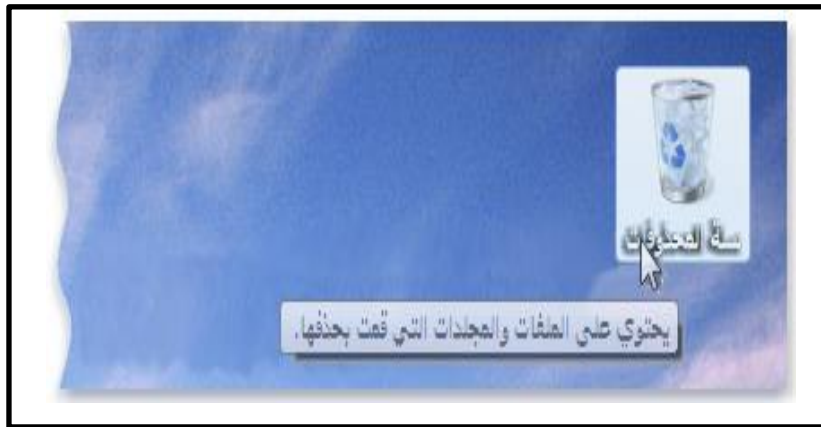 سلة المحذوفات
يحتوي على الملفات والمجلدات التي قمت بحذفها.